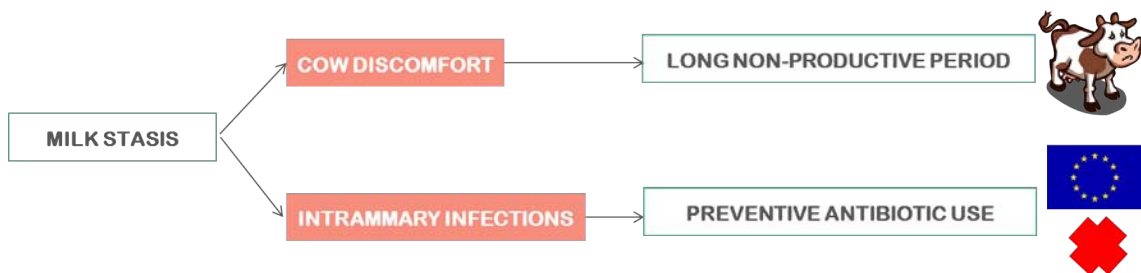 COW DISCOMFORT
LONG NON-PRODUCTIVE PERIOD
MILK STASIS
INTRAMMARY INFECTIONS
PREVENTIVE ANTIBIOTIC USE